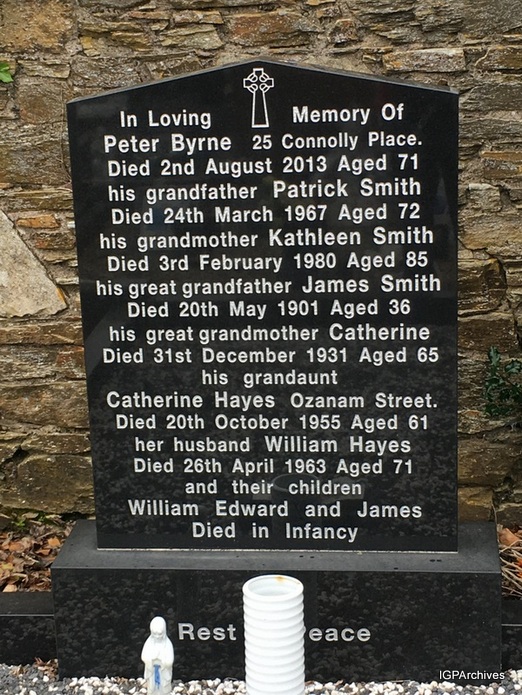 In Loving Memory Of
Peter Byrne 25 Connolly Place.
Died 2nd August 2013 Aged 71
his grandfather Patrick Smith
Died 24th March 1967 Aged 72
his grandmother Kathleen Smith
Died 3rd February 1980 Aged 85
his great grandfather James Smith
Died 20th May 1901 Aged 36
his great grandmother Catherine
Died 31st December 1931 Aged 65
his grandaunt
Catherine Hayes Ozanam Street.
Died 20th October 1955 Aged 61
her husband William Hayes
Died 26th April 1963 Aged 71
and their children
William Edward and James
Died in Infancy
Rest
IGPArchives